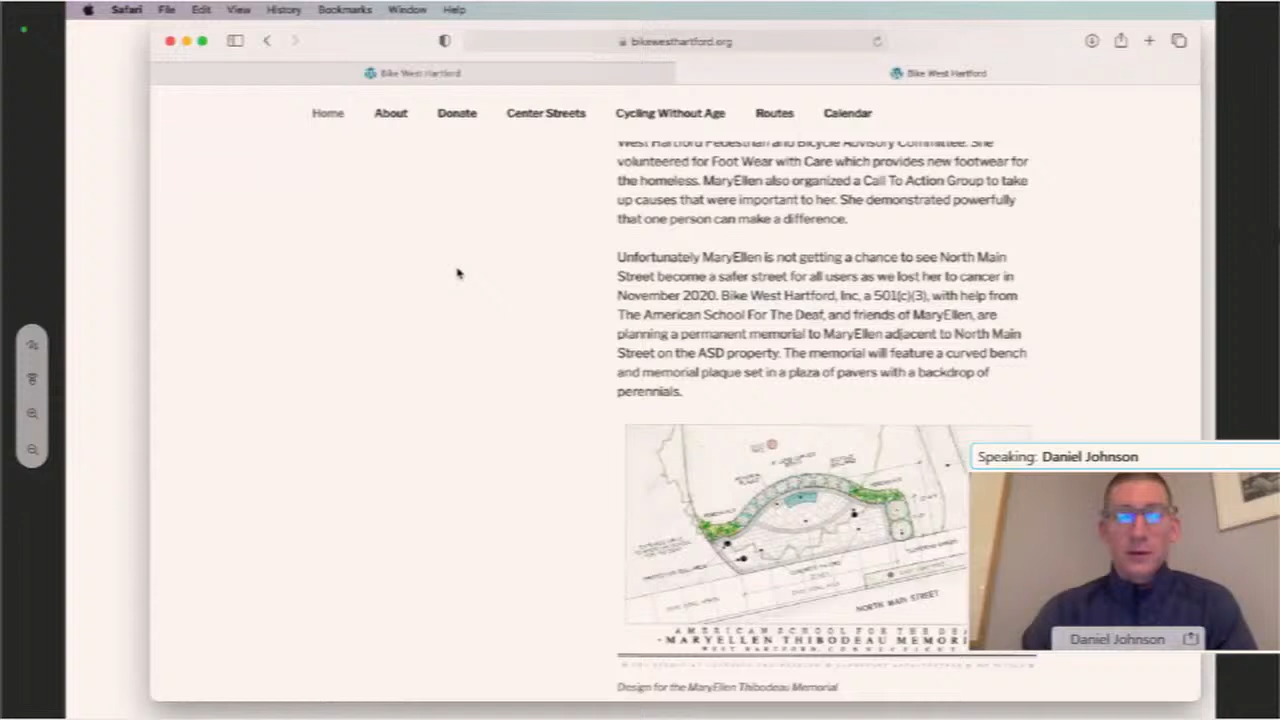 Safari File Edit View History Bookmarks Window Help
bikewesthartford.org
Bike West Hartford
Bike West Hartford
Home About Donate Center Streets Cycling Without Age Routes Calendar
West Hartford Pedestrian and Bicycle Advisory Committee. She
volunteered for Foot Wear with Care which provides new footwear for
the homeless. MaryEllen also organized a Call To Action Group to take
up causes that were important to her. She demonstrated powerfully
that one person can make a difference.
Unfortunately MaryEllen is not getting a chance to see North Main
Street become a safer street for all users as we lost her to cancer in
November 2020. Bike West Hartford, Inc, a 501(c)(3), with help from
The American School For The Deaf, and friends of MaryEllen, are
planning a permanent memorial to MaryEllen adjacent to North Main
Street on the ASD property. The memorial will feature a curved bench
and memorial plaque set in a plaza of pavers with a backdrop of
perennials.
NORTH MAIN STREET
AMERICAN SCHOOL FOR THE DEA
-MARYELLEN THIBODEAU MEMORI
WEST HARTFORD, CONNECTICUT
Design for the MaryEllen Thibodeau Memorial
Speaking: Daniel Johnson
Daniel Johnson